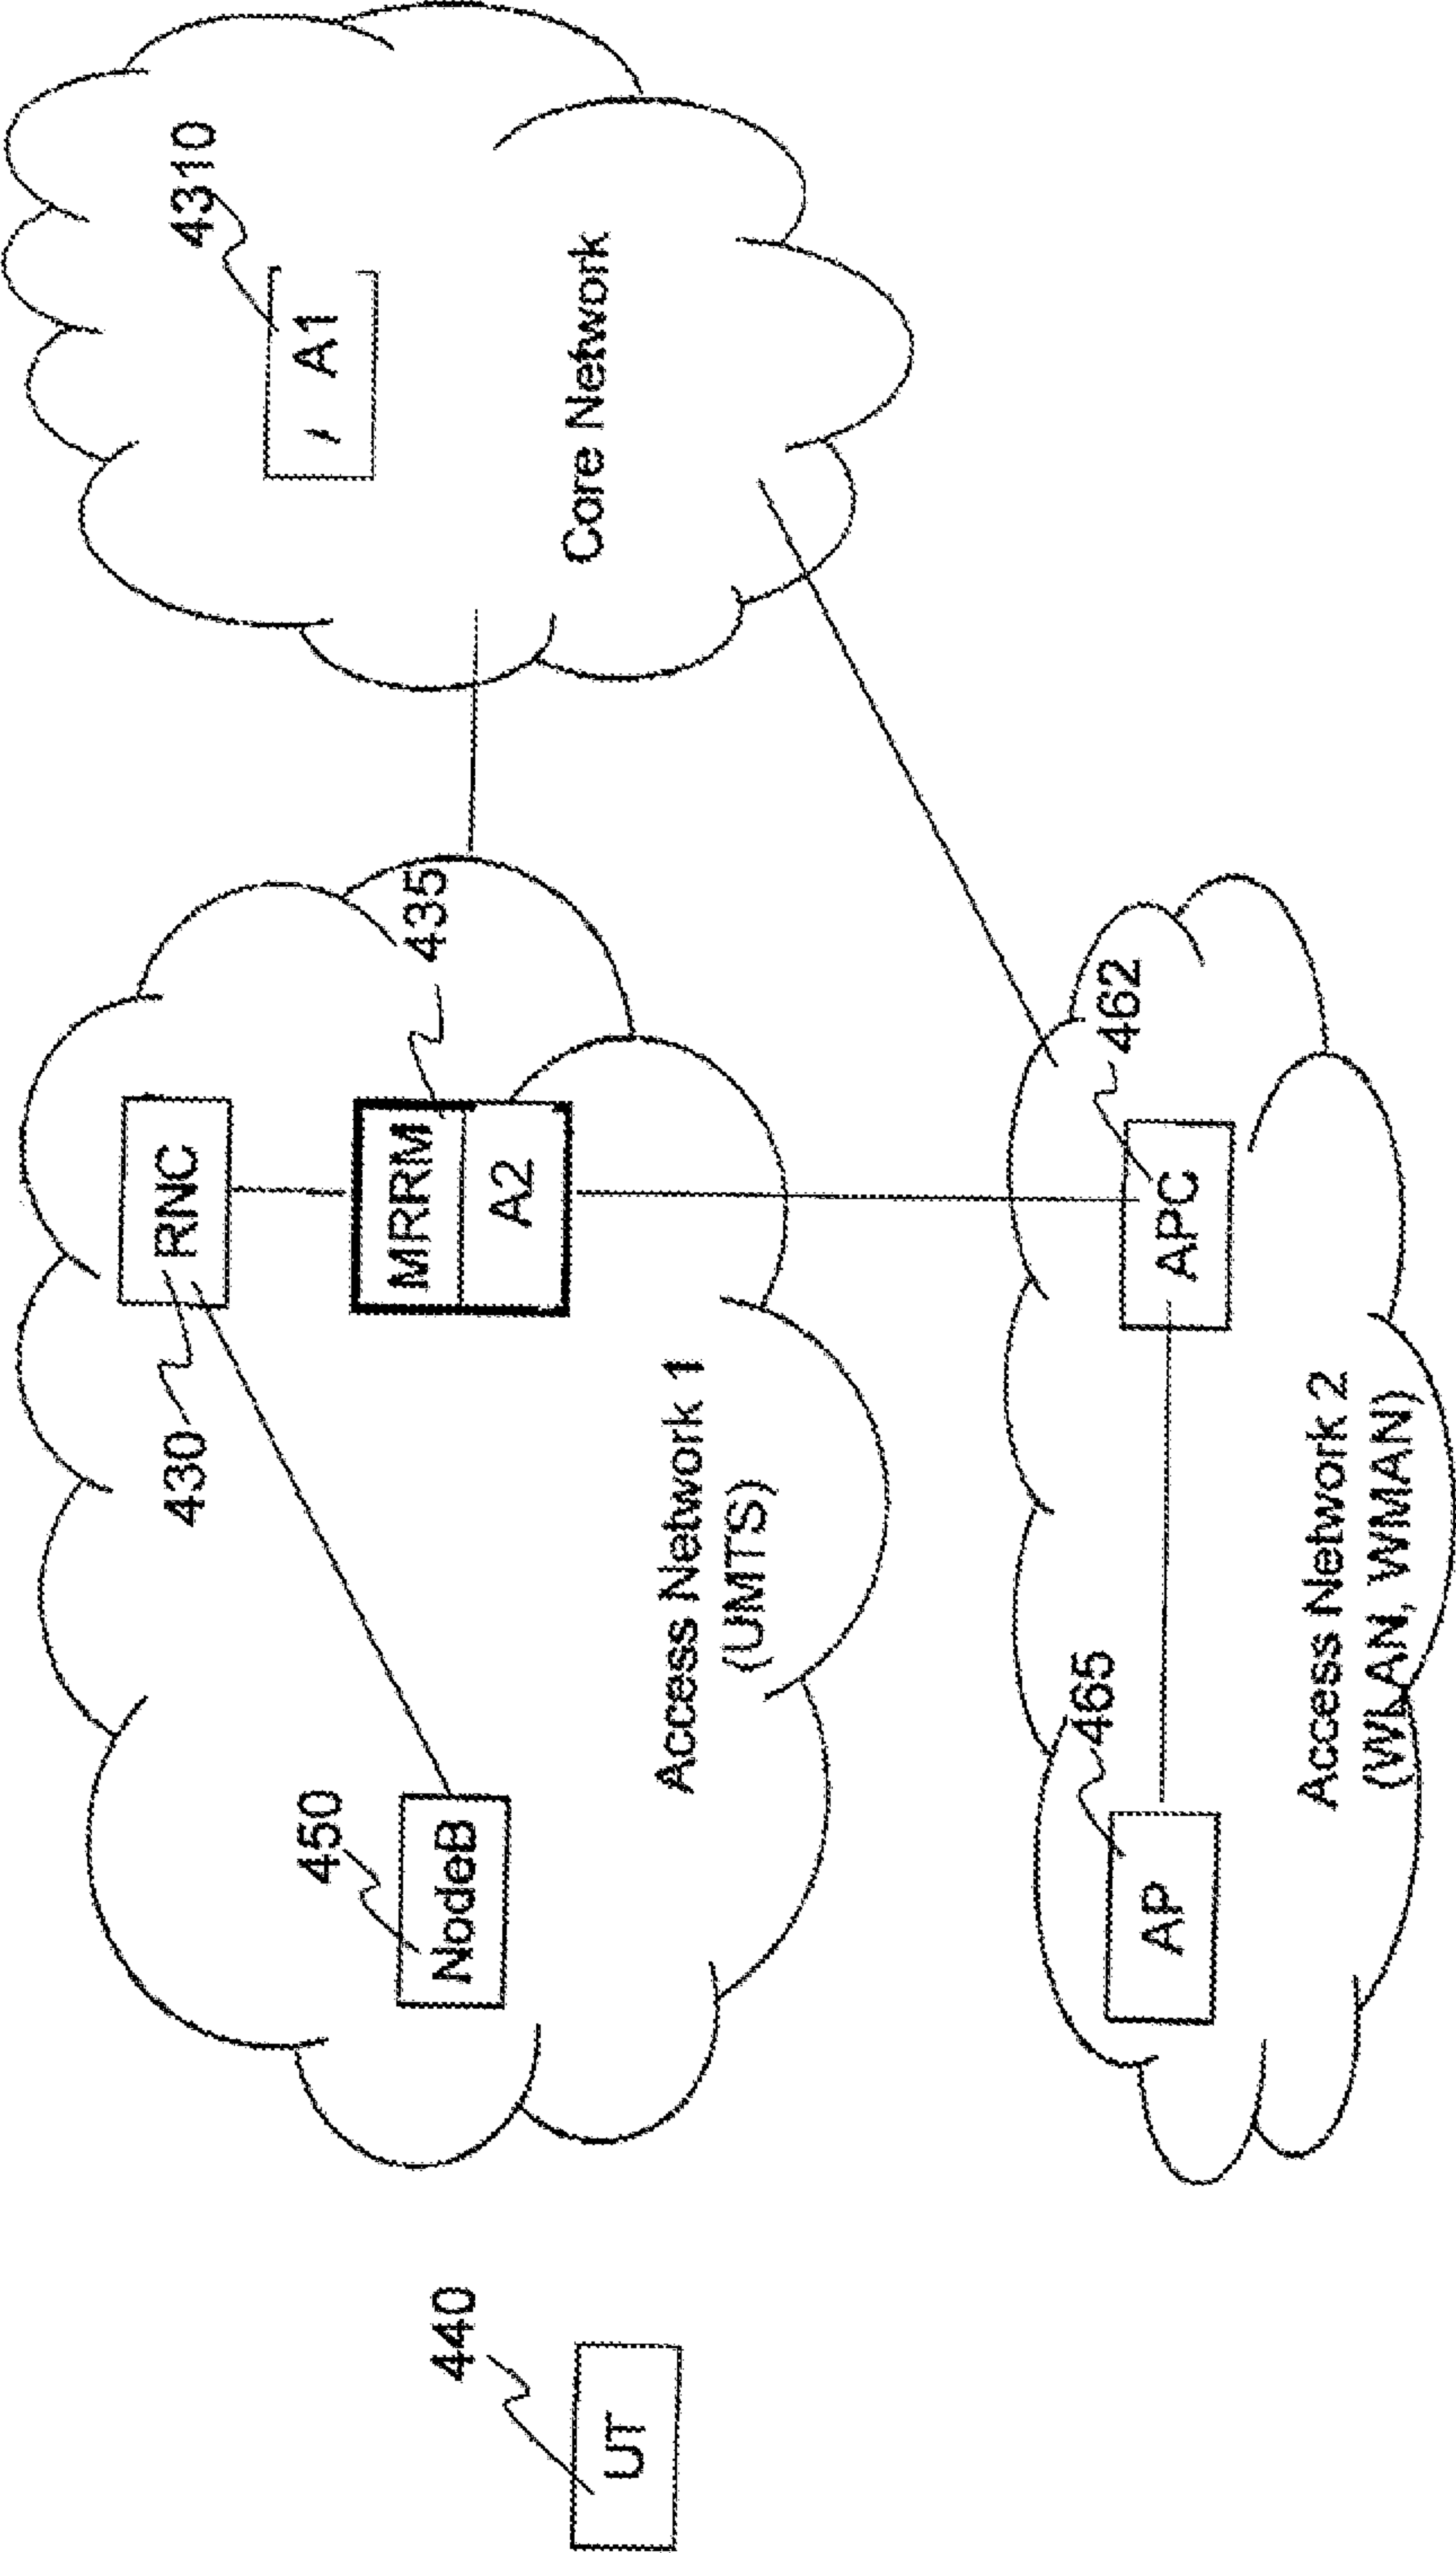 430
RNC
4310
A1
450
NodeB
MRRM
435
A2
440
UT
Core Network
Access Network 1
(UMTS)
465
AP
462
APC
Access Network 2
(WLAN, WMAN)